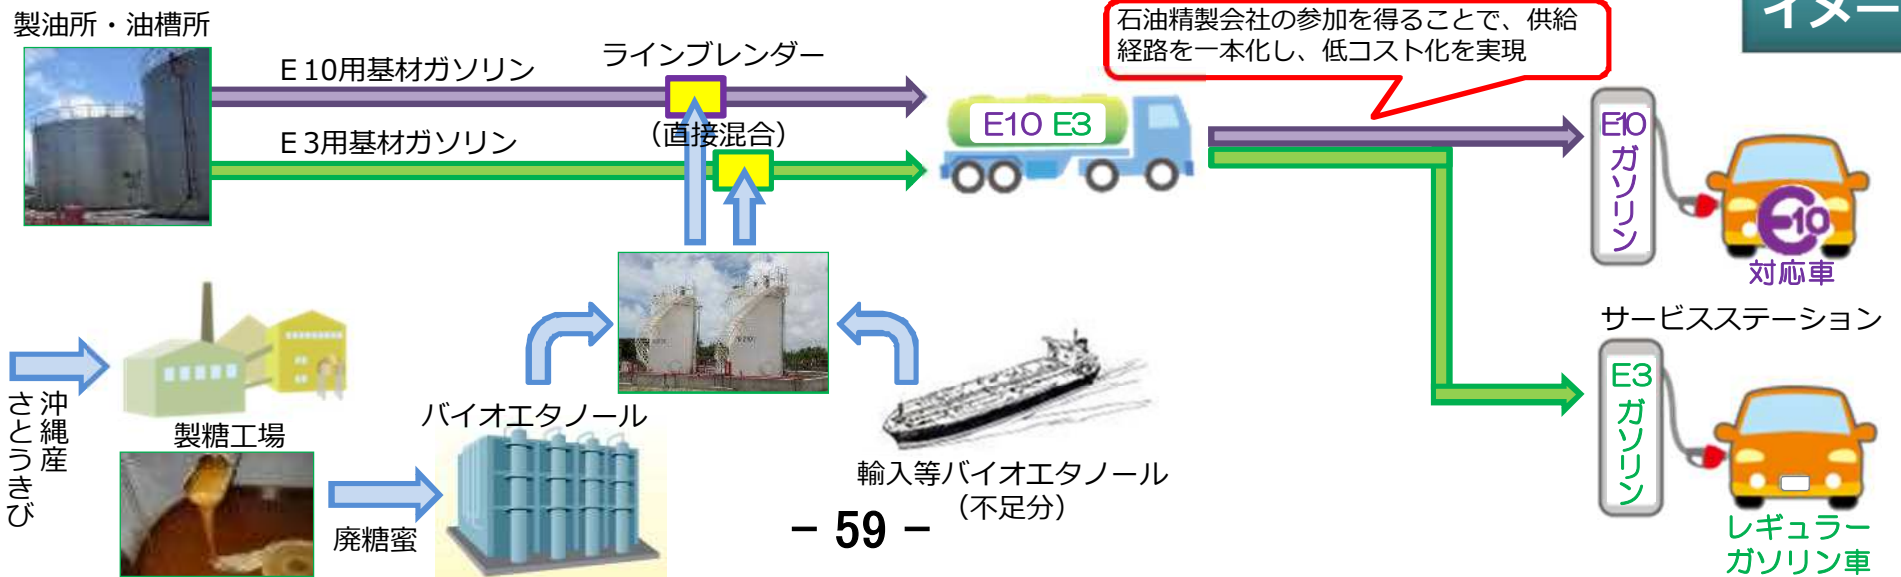 製油所・油槽所
E10用基材ガソリン
ラインブレンダー
(直接混合)
E3用基材ガソリン
石油精製会社の参加を得ることで、供給
経路を一本化し、低コスト化を実現
イメー
E10 E3
E10
ガソリン
E10
対応車
サービスステーション
E3
ガソリン
レギュラー
ガソリン車
沖縄産
さとうきび
製糖工場
廃糖蜜
バイオエタノール
輸入等バイオエタノール
(不足分)
- 59 -